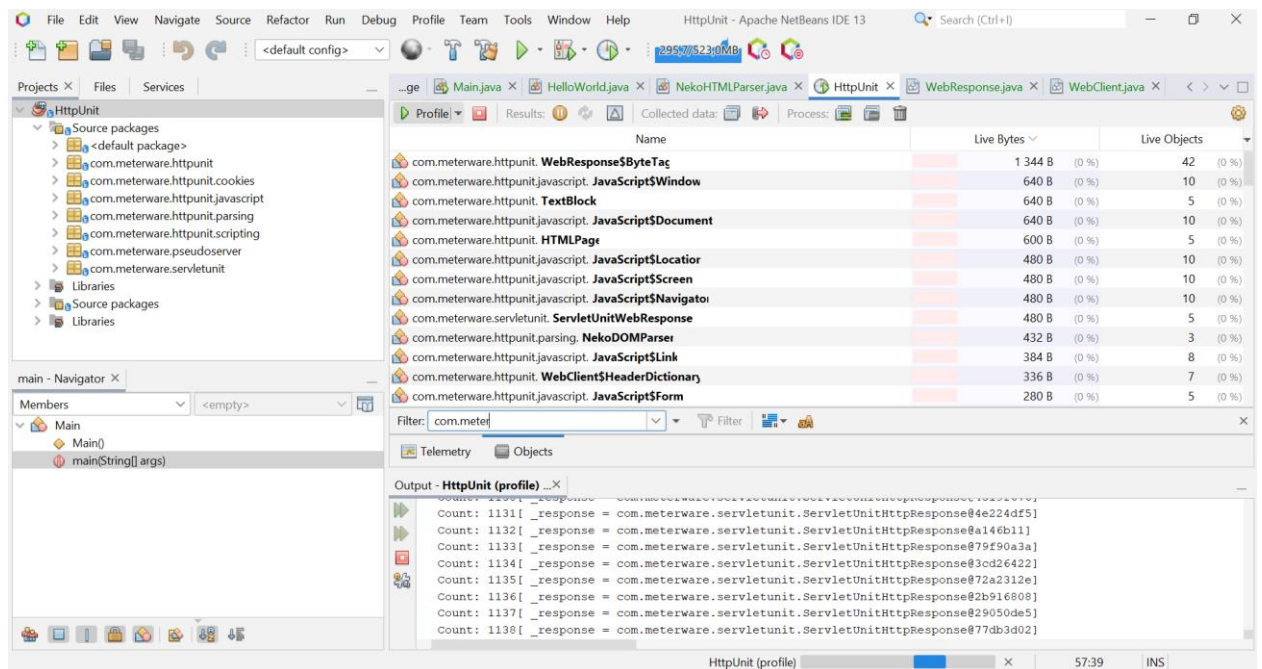 File Edit View Navigate Source Refactor Run Debug Profile Team Tools Window Help HttpUnit - Apache NetBeans IDE 13 Search (Ctrl+I)
<default config> 295,7/523,0MB
Projects Files Services
HttpUnit
Source packages
<default package>
com.meterware.httpunit
com.meterware.httpunit.cookies
com.meterware.httpunit.javascript
com.meterware.httpunit.parsing
com.meterware.httpunit.scripting
com.meterware.pseudoserver
com.meterware.servletunit
Libraries
Source packages
Libraries
main - Navigator
Members <empty>
Main
Main()
main(String[] args)
...ge Main.java HelloWorld.java NekoHTMLParser.java HttpUnit WebResponse.java WebClient.java
Profile Results: Collected data: Process:
Name Live Bytes Live Objects
com.meterware.httpunit. WebResponse$ByteTag 1 344 B (0 %) 42 (0 %)
com.meterware.httpunit.javascript. JavaScript$Window 640 B (0 %) 10 (0 %)
com.meterware.httpunit. TextBlock 640 B (0 %) 5 (0 %)
com.meterware.httpunit.javascript. JavaScript$Document 640 B (0 %) 10 (0 %)
com.meterware.httpunit. HTMLPage 600 B (0 %) 5 (0 %)
com.meterware.httpunit.javascript. JavaScript$Location 480 B (0 %) 10 (0 %)
com.meterware.httpunit.javascript. JavaScript$Screen 480 B (0 %) 10 (0 %)
com.meterware.httpunit.javascript. JavaScript$Navigator 480 B (0 %) 10 (0 %)
com.meterware.servletunit. ServletUnitWebResponse 480 B (0 %) 5 (0 %)
com.meterware.httpunit.parsing. NekoDOMParser 432 B (0 %) 3 (0 %)
com.meterware.httpunit.javascript. JavaScript$Link 384 B (0 %) 8 (0 %)
com.meterware.httpunit. WebClient$HeaderDictionary 336 B (0 %) 7 (0 %)
com.meterware.httpunit.javascript. JavaScript$Form 280 B (0 %) 5 (0 %)
Filter: com.meter Filter
Telemetry Objects
Output - HttpUnit (profile) ...
Count: 1131[ _response = com.meterware.servletunit.ServletUnitHttpResponse@4e224df5]
Count: 1132[ _response = com.meterware.servletunit.ServletUnitHttpResponse@a146b11]
Count: 1133[ _response = com.meterware.servletunit.ServletUnitHttpResponse@79f90a3a]
Count: 1134[ _response = com.meterware.servletunit.ServletUnitHttpResponse@3cd26422]
Count: 1135[ _response = com.meterware.servletunit.ServletUnitHttpResponse@72a2312e]
Count: 1136[ _response = com.meterware.servletunit.ServletUnitHttpResponse@2b916808]
Count: 1137[ _response = com.meterware.servletunit.ServletUnitHttpResponse@29050de5]
Count: 1138[ _response = com.meterware.servletunit.ServletUnitHttpResponse@77db3d02]
HttpUnit (profile) 57:39 INS